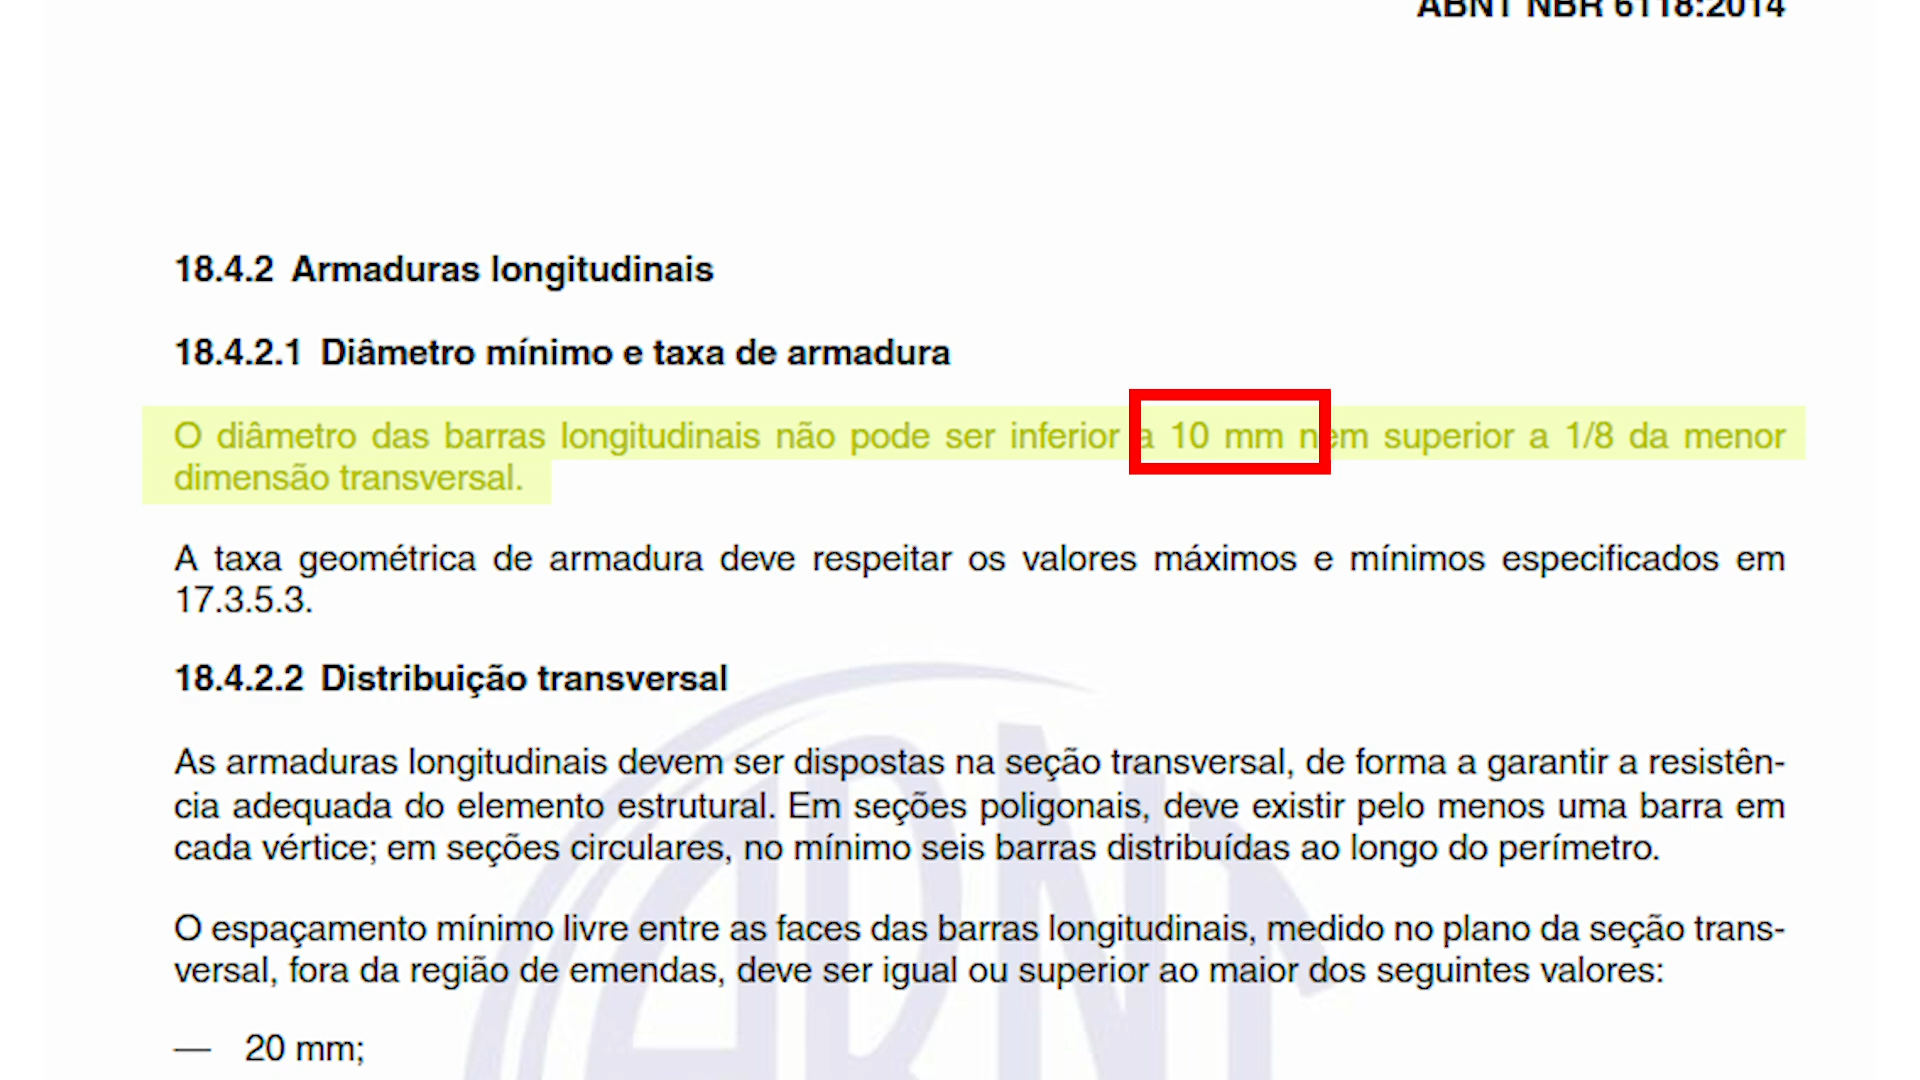 ABNT NBR 6118:2014
18.4.2 Armaduras longitudinais
18.4.2.1 Diâmetro mínimo e taxa de armadura
O diâmetro das barras longitudinais não pode ser inferior a 10 mm nem superior a 1/8 da menor
dimensão transversal.
A taxa geométrica de armadura deve respeitar os valores máximos e mínimos especificados em
17.3.5.3.
18.4.2.2 Distribuição transversal
As armaduras longitudinais devem ser dispostas na seção transversal, de forma a garantir a resistên-
cia adequada do elemento estrutural. Em seções poligonais, deve existir pelo menos uma barra em
cada vértice; em seções circulares, no mínimo seis barras distribuídas ao longo do perímetro.
O espaçamento mínimo livre entre as faces das barras longitudinais, medido no plano da seção trans-
versal, fora da região de emendas, deve ser igual ou superior ao maior dos seguintes valores:
— 20 mm;
ABNT